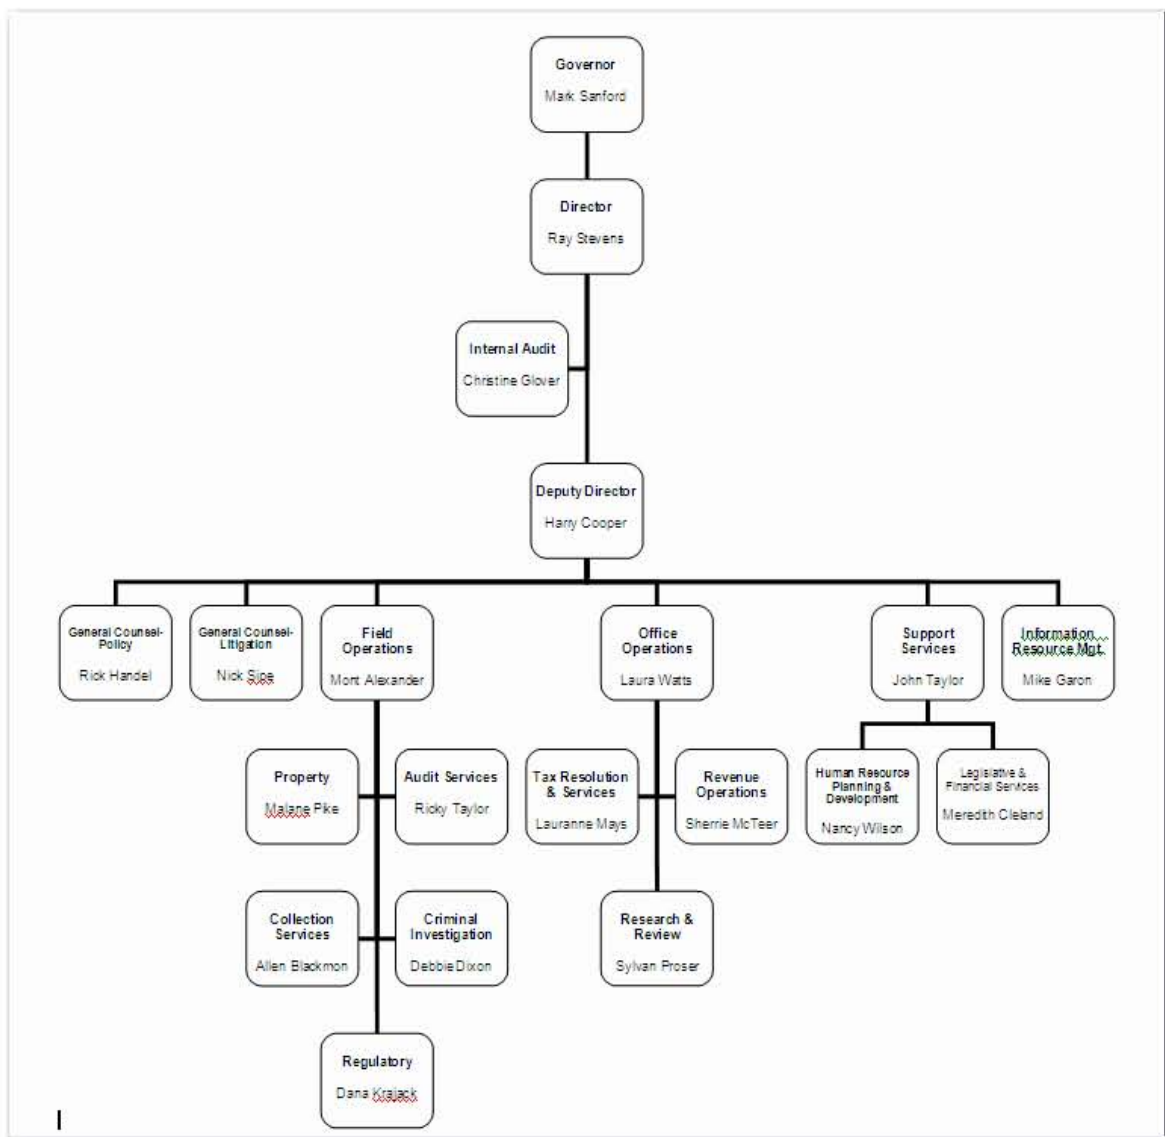 Governor
Mark Sanford
Director
Ray Stevens
Internal Audit
Christine Glover
Deputy Director
Harry Cooper
General Counsel-
Policy
Rick Handel
General Counsel-
Litigation
Nick Sipe
Field
Operations
Mont Alexander
Office
Operations
Laura Watts
Support
Services
John Taylor
Information
Resource Mgt.
Mike Garon
Property
Malane Pike
Audit Services
Ricky Taylor
Tax Resolution
& Services
Lauranne Mays
Revenue
Operations
Sherrie McTeer
Human Resource
Planning &
Development
Nancy Wilson
Legislative &
Financial Services
Meredith Cleland
Collection
Services
Allen Blackmon
Criminal
Investigation
Debbie Dixon
Research &
Review
Sylvan Proser
Regulatory
Dana Krajack